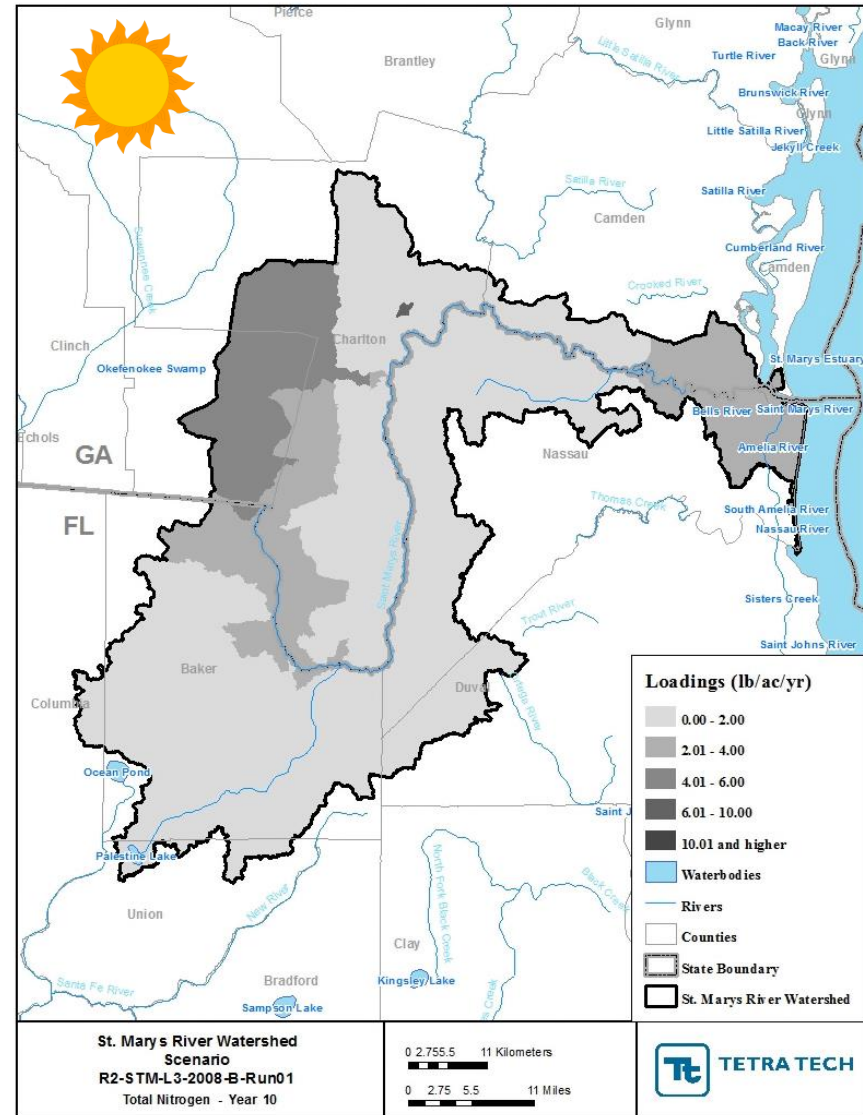 Pierce
Glynn
Macay River
Back River
Glynn
Turtle River
Little Satilla River
Brantley
Brunswick River
Glynn
Little Satilla River
Jekyll Creek
Satilla River
Satilla River
Camden
Suwannee Creek
Cumberland River
Camden
Crooked River
Clinch
Charlton
Okefenokee Swamp
St. Marys Estuary
Bells River
Saint Marys River
Echols
GA
Nassau
Amelia River
FL
Thomas Creek
South Amelia River
Nassau River
Saint Marys River
Sisters Creek
Trout River
Saint Johns River
Baker
Duval
Columbia
Ocean Pond
Saint J
Palestine Lake
North Fork Black Creek
Black Creek
Union
New River
Clay
Santa Fe River
Bradford
Kingsley Lake
Sampson Lake
Loadings (lb/ac/yr)
0.00 - 2.00
2.01 - 4.00
4.01 - 6.00
6.01 - 10.00
10.01 and higher
Waterbodies
Rivers
Counties
State Boundary
St. Marys River Watershed
St. Marys River Watershed
Scenario
R2-STM-L3-2008-B-Run01
Total Nitrogen - Year 10
0 2.755.5 11 Kilometers
0 2.75 5.5 11 Miles
Tt TETRA TECH